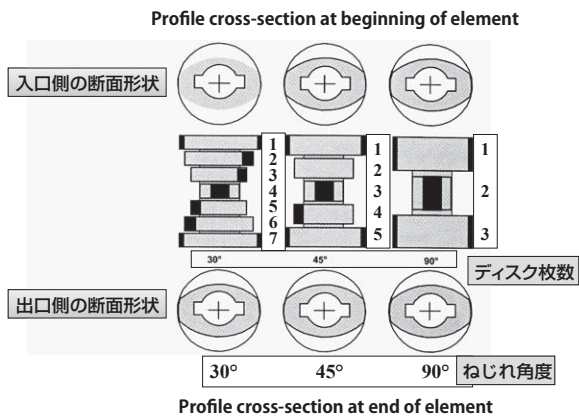 Profile cross-section at beginning of element
入口側の断面形状
1
2
3
4
5
6
7
1
2
3
4
5
1
2
3
30° 45° 90°
ディスク枚数
出口側の断面形状
30° 45° 90° ねじれ角度
Profile cross-section at end of element